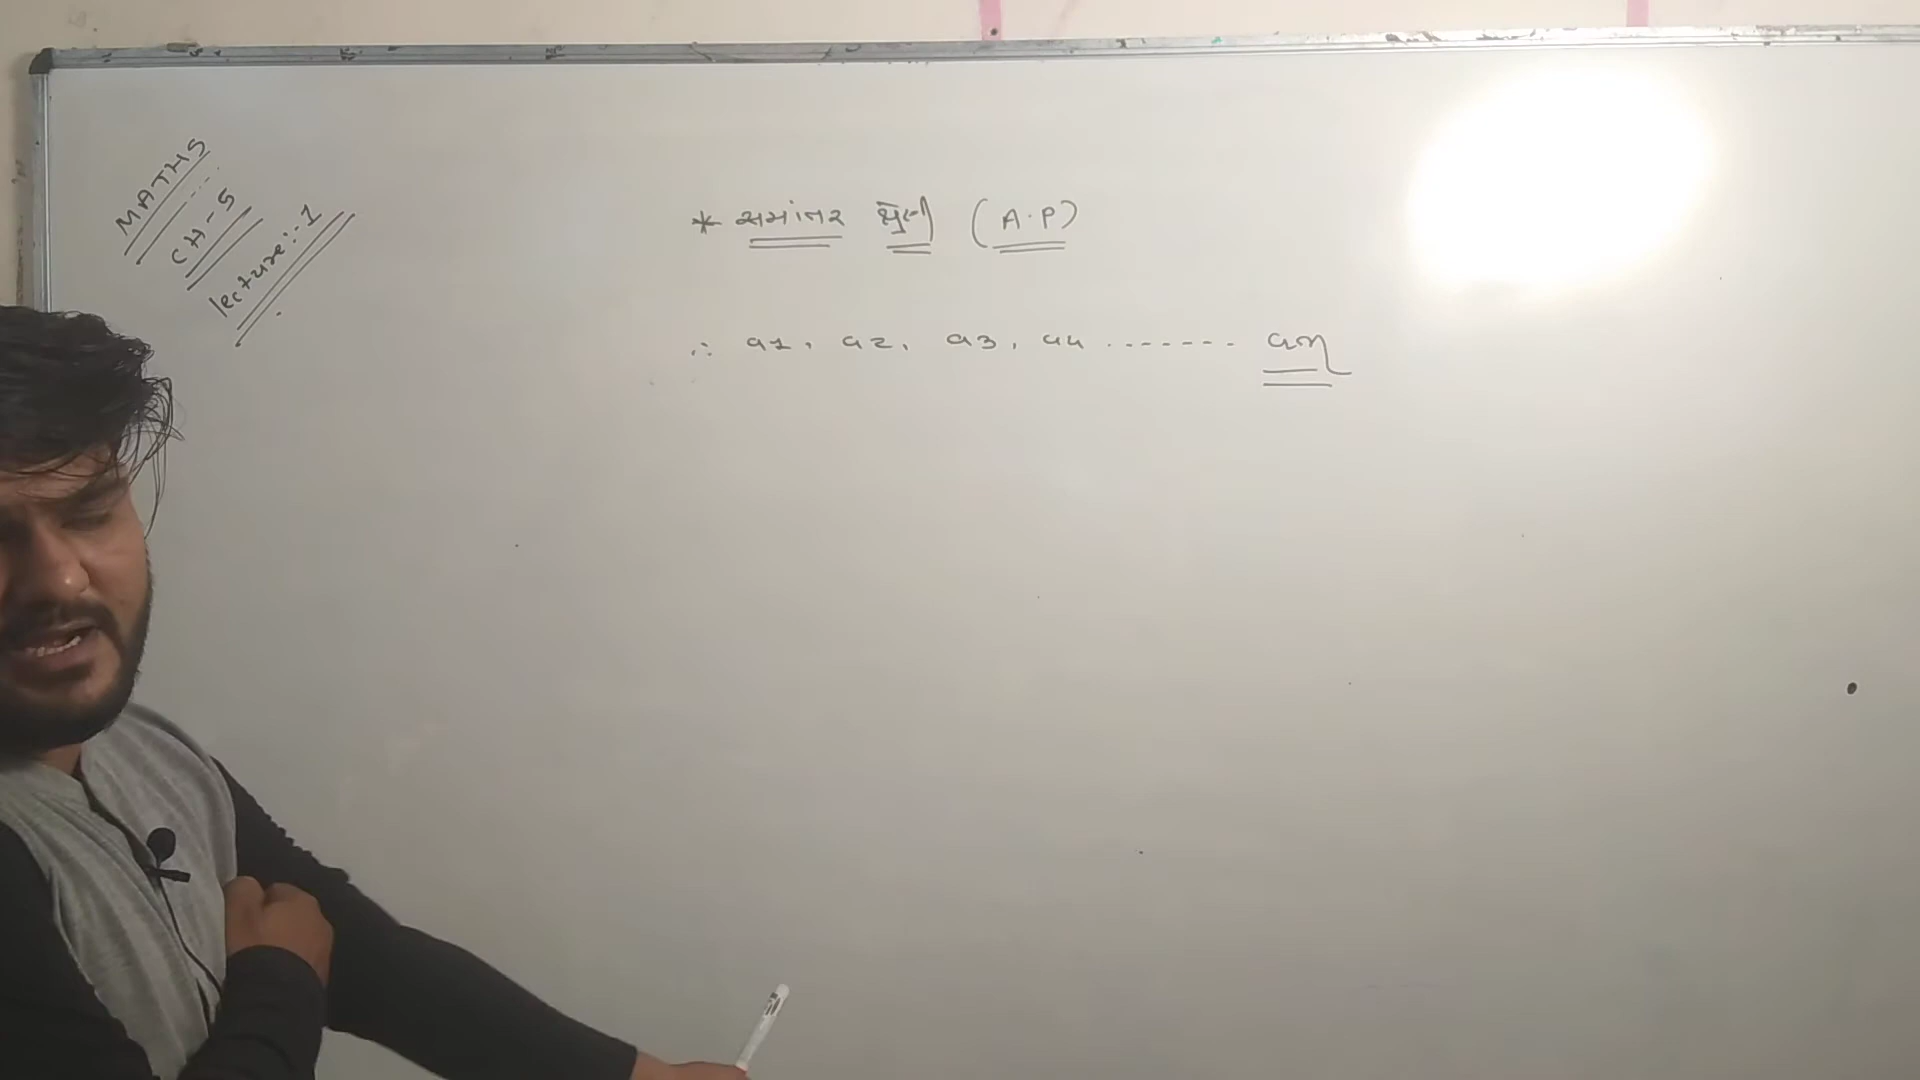 MATHS
CH-5
lecture:-1
* સમાંતર શ્રેણી (A.P)
∴ a1, a2, a3, a4 ....... an